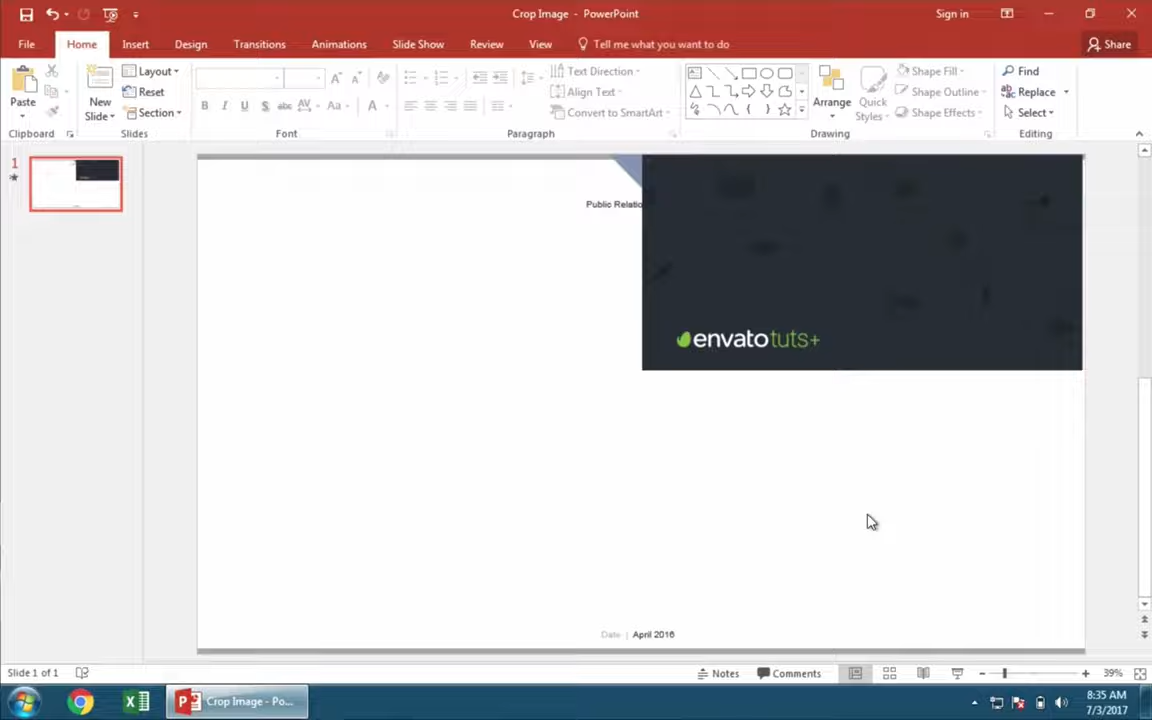 Crop Image - PowerPoint
Sign in
File Home Insert Design Transitions Animations Slide Show Review View Tell me what you want to do Share
Paste
New Slide
Layout
Reset
Section
Text Direction
Align Text
Convert to SmartArt
Arrange
Quick Styles
Shape Fill
Shape Outline
Shape Effects
Find
Replace
Select
Clipboard Slides Font Paragraph Drawing Editing
B I U S abc AV Aa A
1
Public Relatio
envatotuts+
Date | April 2016
Slide 1 of 1
Notes Comments 39%
Crop Image - Po...
8:35 AM
7/3/2017